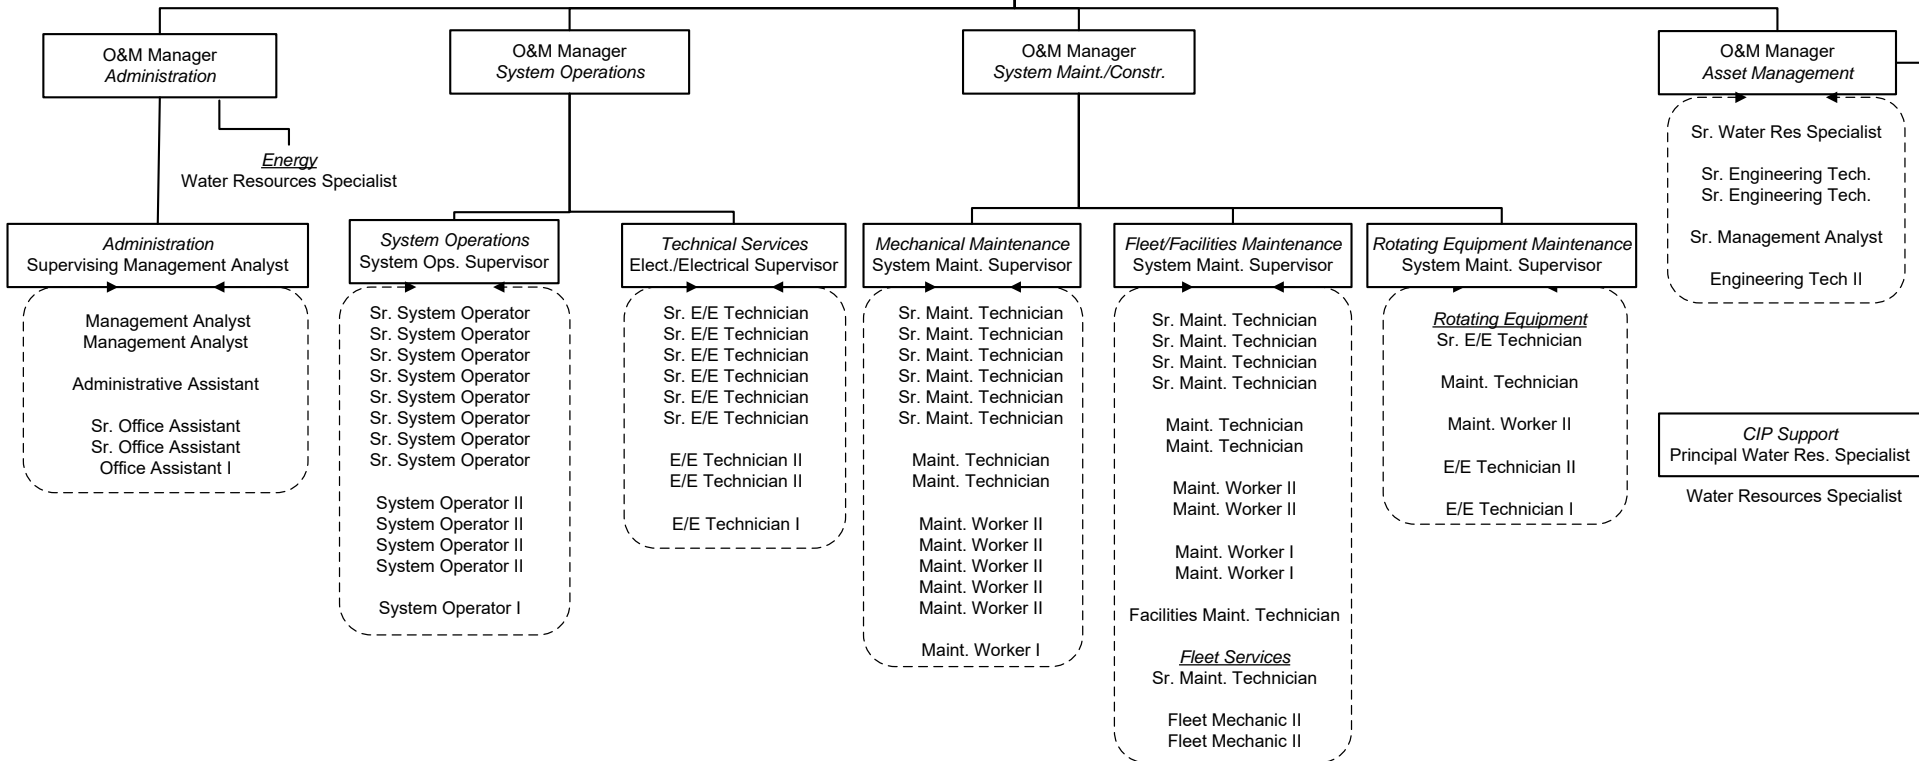 O&M Manager
Administration
O&M Manager
System Operations
O&M Manager
System Maint./Constr.
O&M Manager
Asset Management
Energy
Water Resources Specialist
Administration
Supervising Management Analyst
Management Analyst
Management Analyst
Administrative Assistant
Sr. Office Assistant
Sr. Office Assistant
Office Assistant I
System Operations
System Ops. Supervisor
Sr. System Operator
Sr. System Operator
Sr. System Operator
Sr. System Operator
Sr. System Operator
Sr. System Operator
Sr. System Operator
Sr. System Operator
System Operator II
System Operator II
System Operator II
System Operator II
System Operator I
Technical Services
Elect./Electrical Supervisor
Sr. E/E Technician
Sr. E/E Technician
Sr. E/E Technician
Sr. E/E Technician
Sr. E/E Technician
Sr. E/E Technician
E/E Technician II
E/E Technician II
E/E Technician I
Mechanical Maintenance
System Maint. Supervisor
Sr. Maint. Technician
Sr. Maint. Technician
Sr. Maint. Technician
Sr. Maint. Technician
Sr. Maint. Technician
Sr. Maint. Technician
Maint. Technician
Maint. Technician
Maint. Worker II
Maint. Worker II
Maint. Worker II
Maint. Worker II
Maint. Worker II
Maint. Worker I
Fleet/Facilities Maintenance
System Maint. Supervisor
Sr. Maint. Technician
Sr. Maint. Technician
Sr. Maint. Technician
Sr. Maint. Technician
Maint. Technician
Maint. Technician
Maint. Worker II
Maint. Worker II
Maint. Worker I
Maint. Worker I
Facilities Maint. Technician
Fleet Services
Sr. Maint. Technician
Fleet Mechanic II
Fleet Mechanic II
Rotating Equipment Maintenance
System Maint. Supervisor
Rotating Equipment
Sr. E/E Technician
Maint. Technician
Maint. Worker II
E/E Technician II
E/E Technician I
Sr. Water Res Specialist
Sr. Engineering Tech.
Sr. Engineering Tech.
Sr. Management Analyst
Engineering Tech II
CIP Support
Principal Water Res. Specialist
Water Resources Specialist